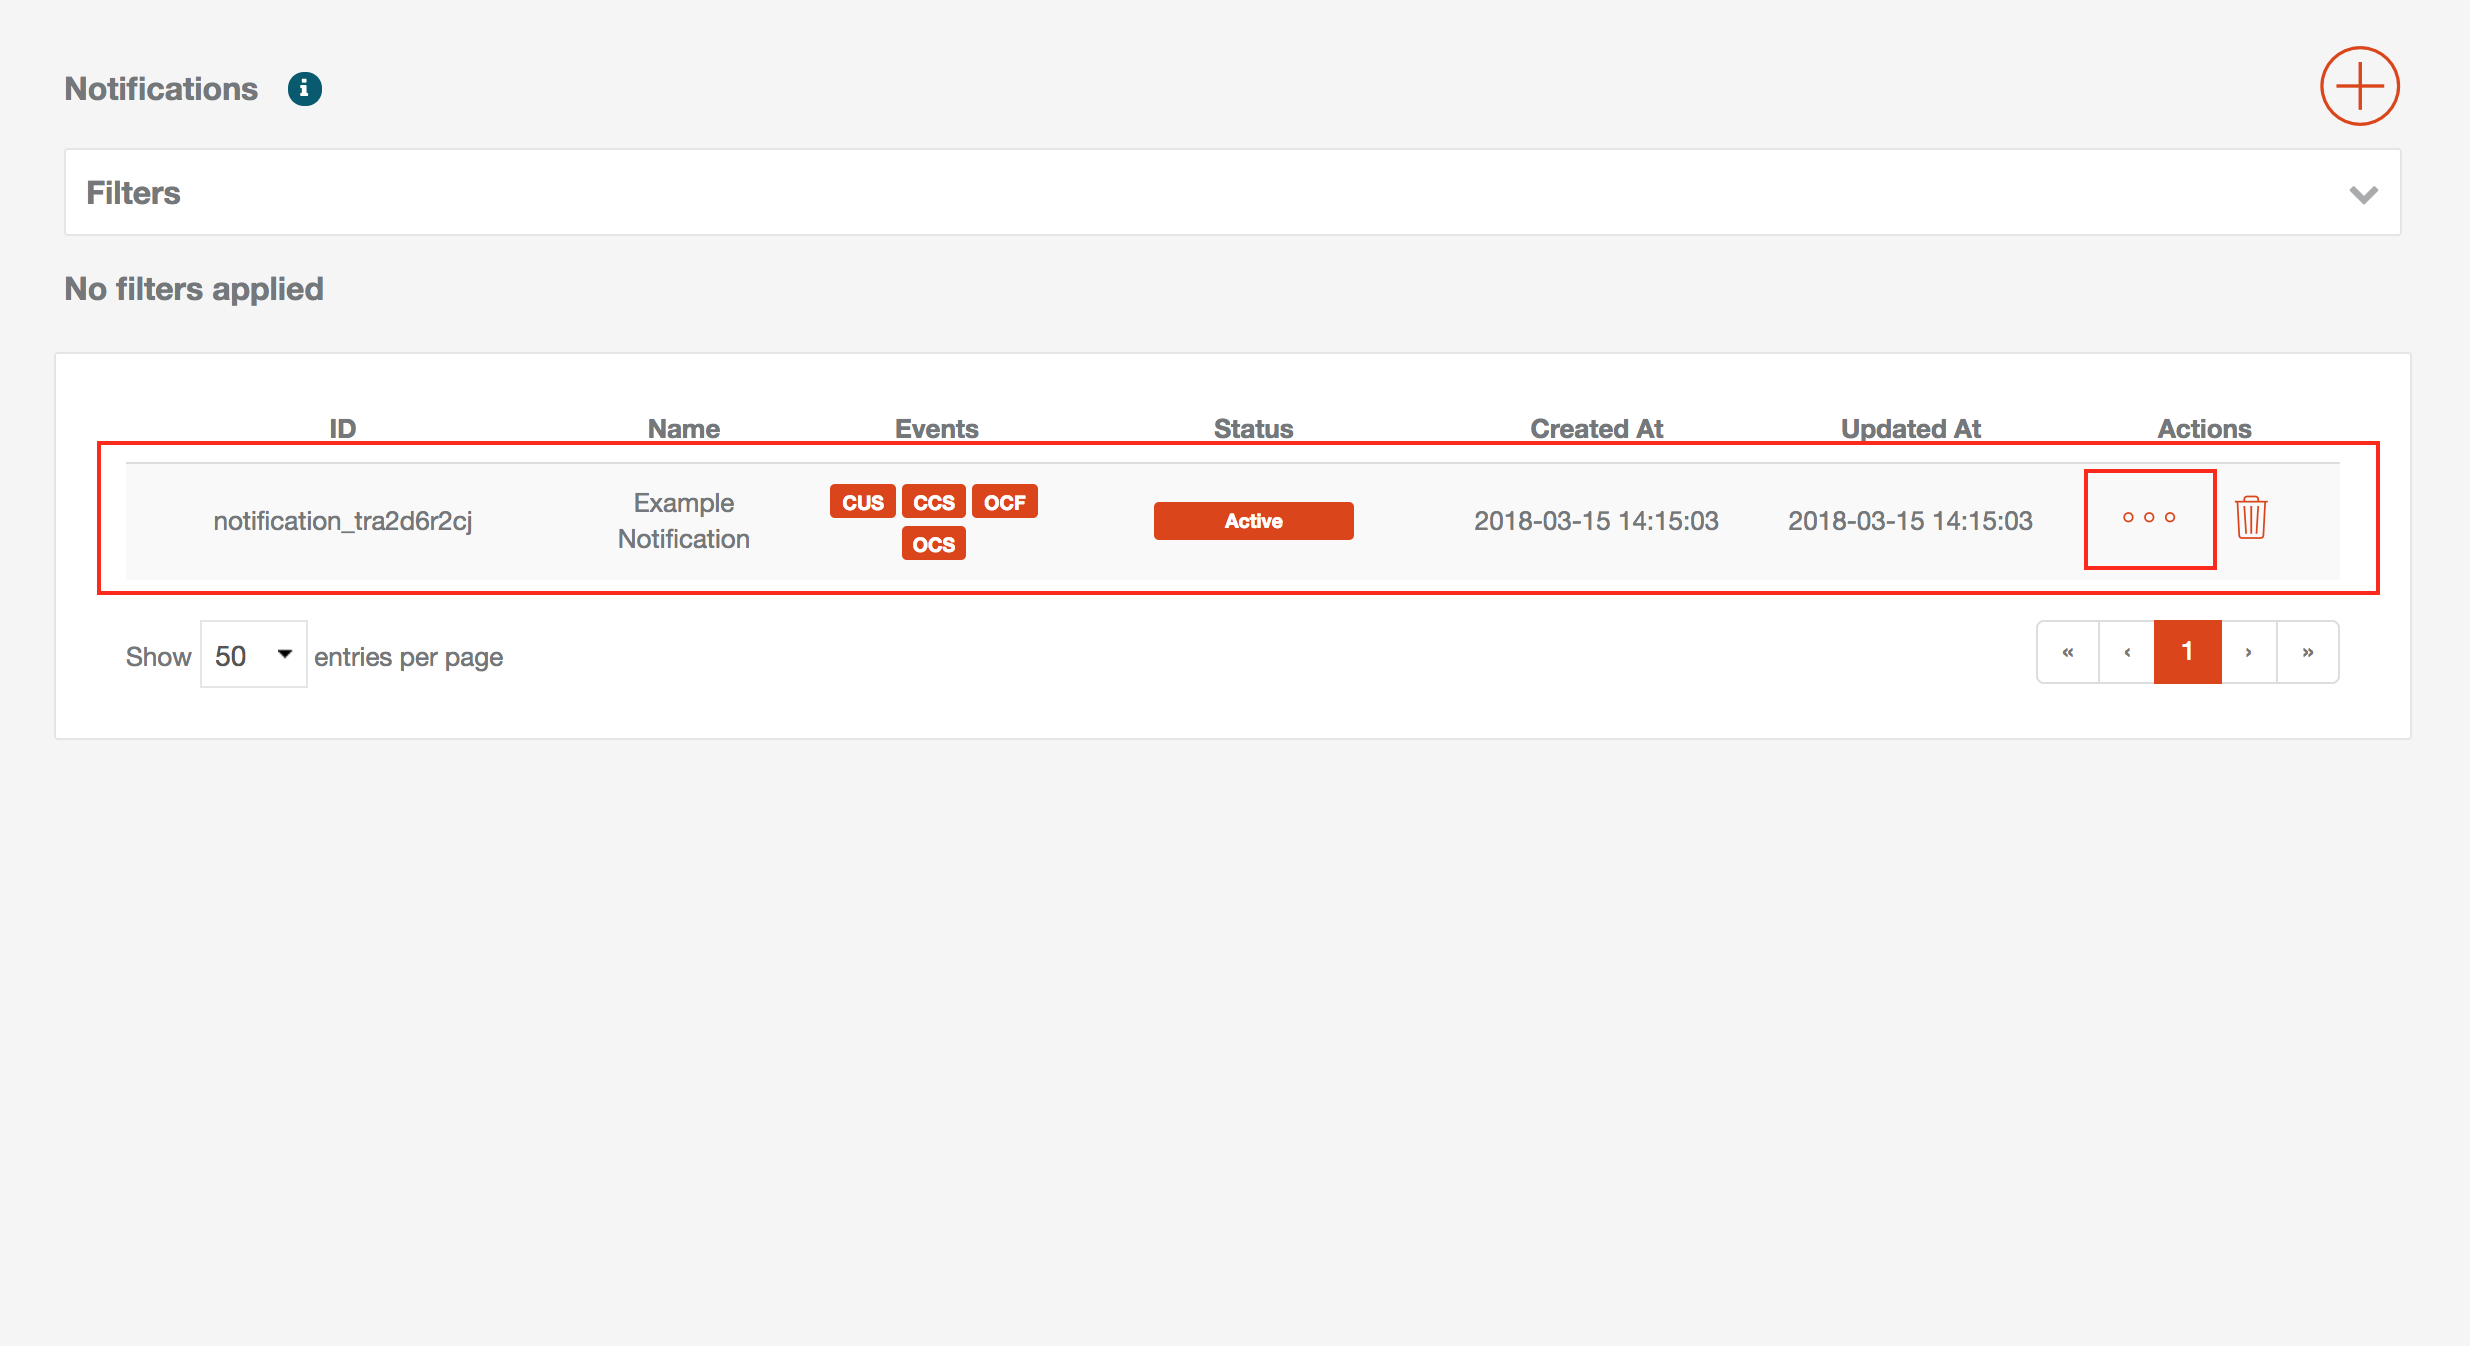 Notifications
Filters
No filters applied
ID Name Events Status Created At Updated At Actions
notification_tra2d6r2cj Example Notification CUS CCS OCF OCS Active 2018-03-15 14:15:03 2018-03-15 14:15:03
Show 50 entries per page « ‹ 1 › »